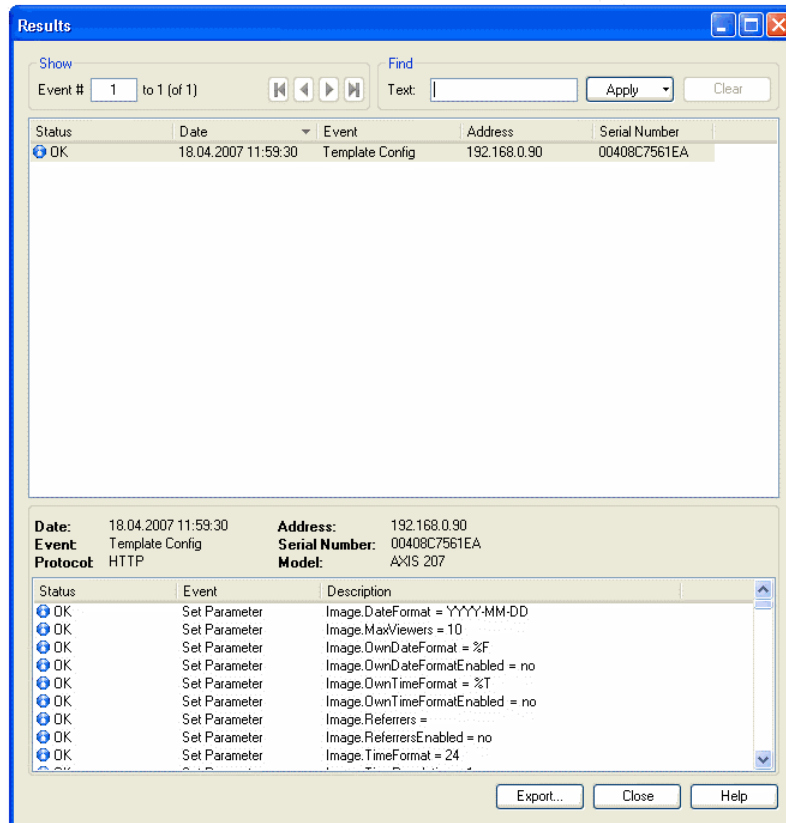 Results
Show
Find
Event # 1 to 1 (of 1)
Text:
Apply
Clear
Status Date Event Address Serial Number
OK 18.04.2007 11:59:30 Template Config 192.168.0.90 00408C7561EA
Date: 18.04.2007 11:59:30 Address: 192.168.0.90
Event: Template Config Serial Number: 00408C7561EA
Protocol: HTTP Model: AXIS 207
Status Event Description
OK Set Parameter Image.DateFormat = YYYY-MM-DD
OK Set Parameter Image.MaxViewers = 10
OK Set Parameter Image.OwnDateFormat = %F
OK Set Parameter Image.OwnDateFormatEnabled = no
OK Set Parameter Image.OwnTimeFormat = %T
OK Set Parameter Image.OwnTimeFormatEnabled = no
OK Set Parameter Image.Referrers =
OK Set Parameter Image.ReferrersEnabled = no
OK Set Parameter Image.TimeFormat = 24
Export...
Close
Help